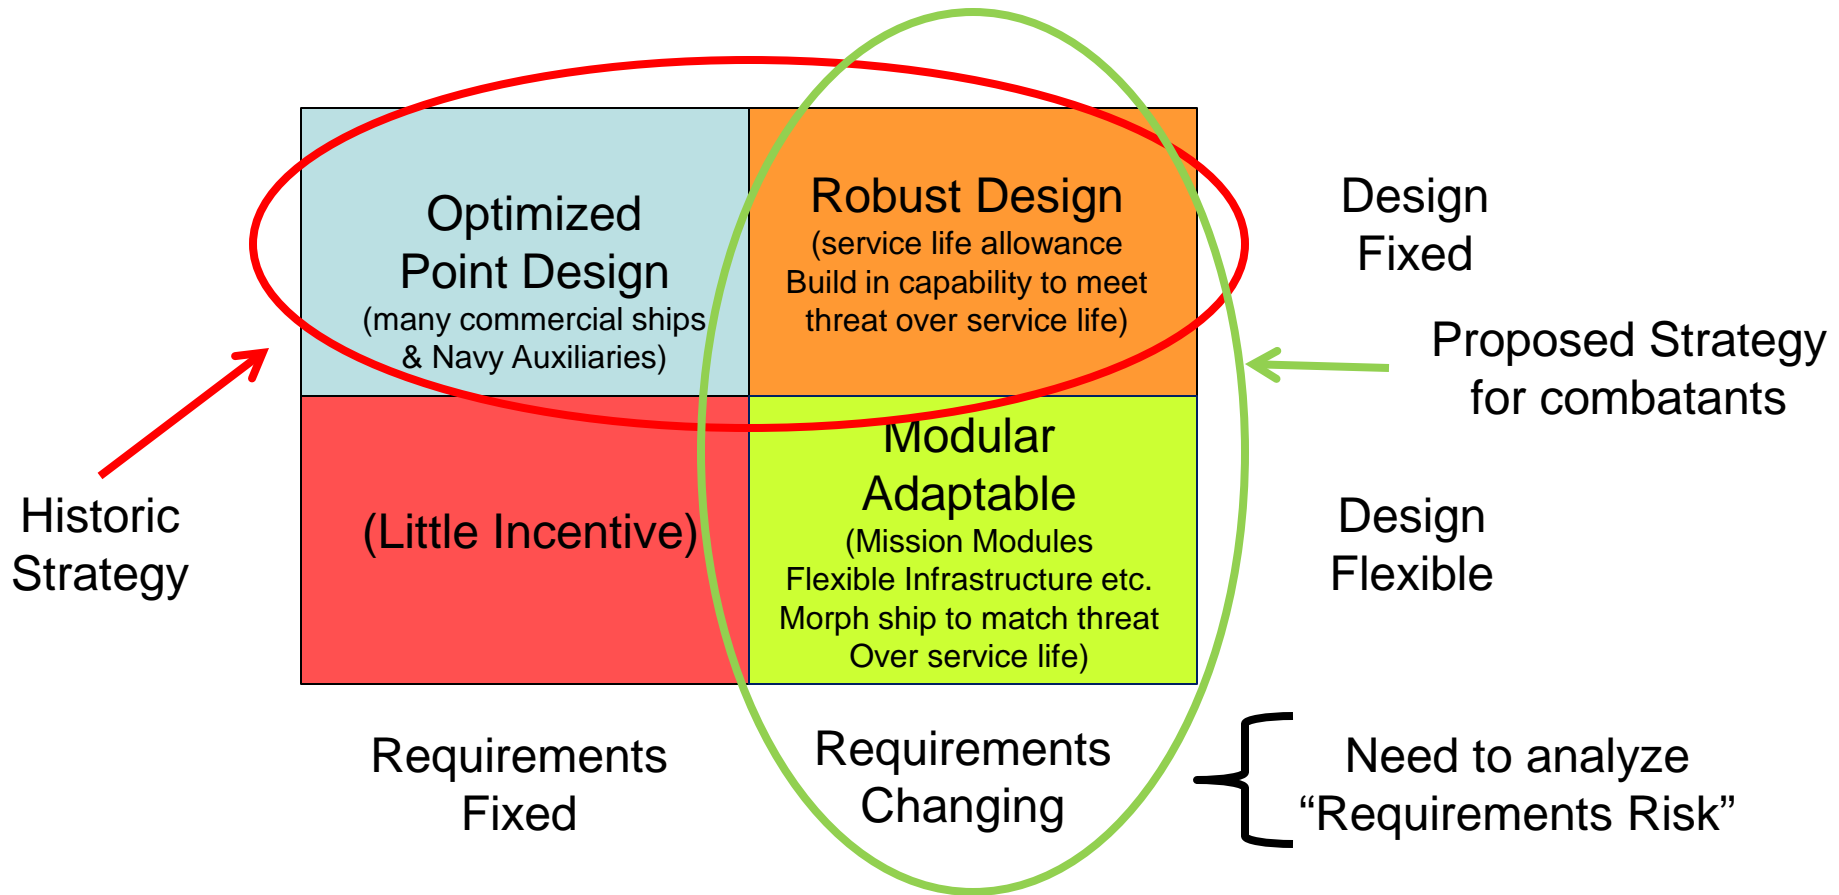 Optimized
Point Design
(many commercial ships
& Navy Auxiliaries)
Robust Design
(service life allowance
Build in capability to meet
threat over service life)
Design
Fixed
Proposed Strategy
for combatants
Historic
Strategy
(Little Incentive)
Modular
Adaptable
(Mission Modules
Flexible Infrastructure etc.
Morph ship to match threat
Over service life)
Design
Flexible
Requirements
Fixed
Requirements
Changing
Need to analyze
“Requirements Risk”